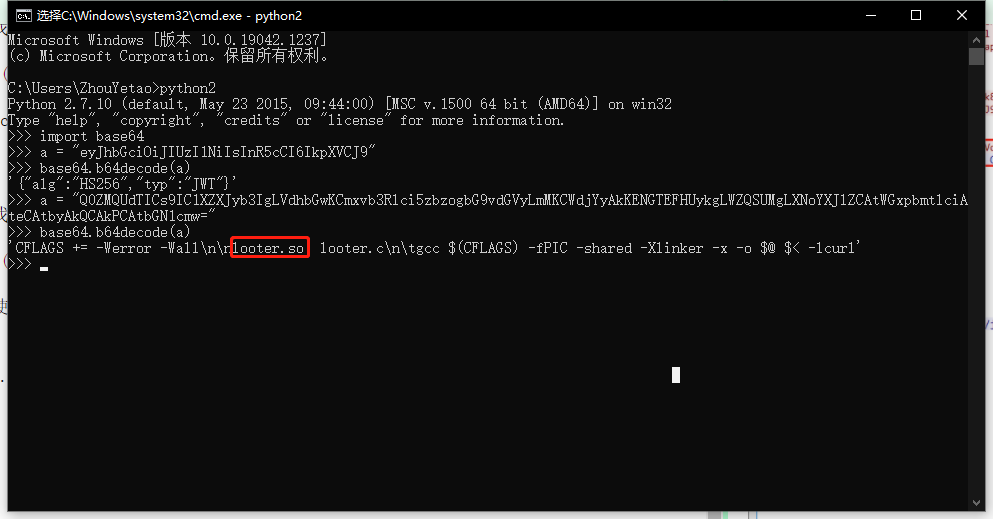 选择C:\Windows\system32\cmd.exe - python2
Microsoft Windows [版本 10.0.19042.1237]
(c) Microsoft Corporation。保留所有权利。
C:\Users\ZhouYetao>python2
Python 2.7.10 (default, May 23 2015, 09:44:00) [MSC v.1500 64 bit (AMD64)] on win32
Type "help", "copyright", "credits" or "license" for more information.
>>> import base64
>>> a = "eyJhbGciOiJIUzI1NiIsInR5cCI6IkpXVCJ9"
>>> base64.b64decode(a)
'{"alg":"HS256","typ":"JWT"}'
>>> a = "Q0ZMQUdTICs9IC1XZXJyb3IgLVdhbGwKCmxvb3Rlci5zbzogbG9vdGVyLmMKCWdjYyAkKENGTEFHUykgLWZQSUMgLXNoYXJlZCAtWGxpbmtlciA
teCAtbyAkQCAkPCAtbGN1cmw="
>>> base64.b64decode(a)
'CFLAGS += -Werror -Wall\n\nlooter.so: looter.c\n\tgcc $(CFLAGS) -fPIC -shared -Xlinker -x -o $@ $< -lcurl'
>>>